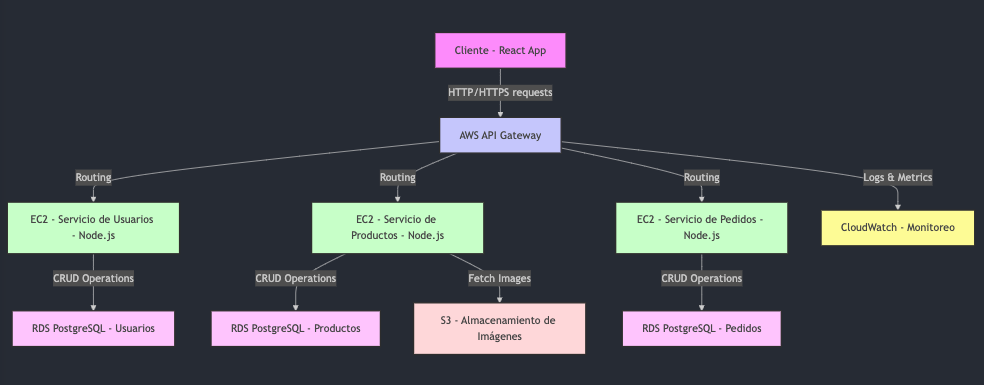 Cliente - React App
HTTP/HTTPS requests
AWS API Gateway
Routing
Routing
Routing
Logs & Metrics
EC2 - Servicio de Usuarios
- Node.js
EC2 - Servicio de
Productos - Node.js
EC2 - Servicio de Pedidos -
Node.js
CloudWatch - Monitoreo
CRUD Operations
CRUD Operations
Fetch Images
CRUD Operations
RDS PostgreSQL - Usuarios
RDS PostgreSQL - Productos
S3 - Almacenamiento de
Imágenes
RDS PostgreSQL - Pedidos